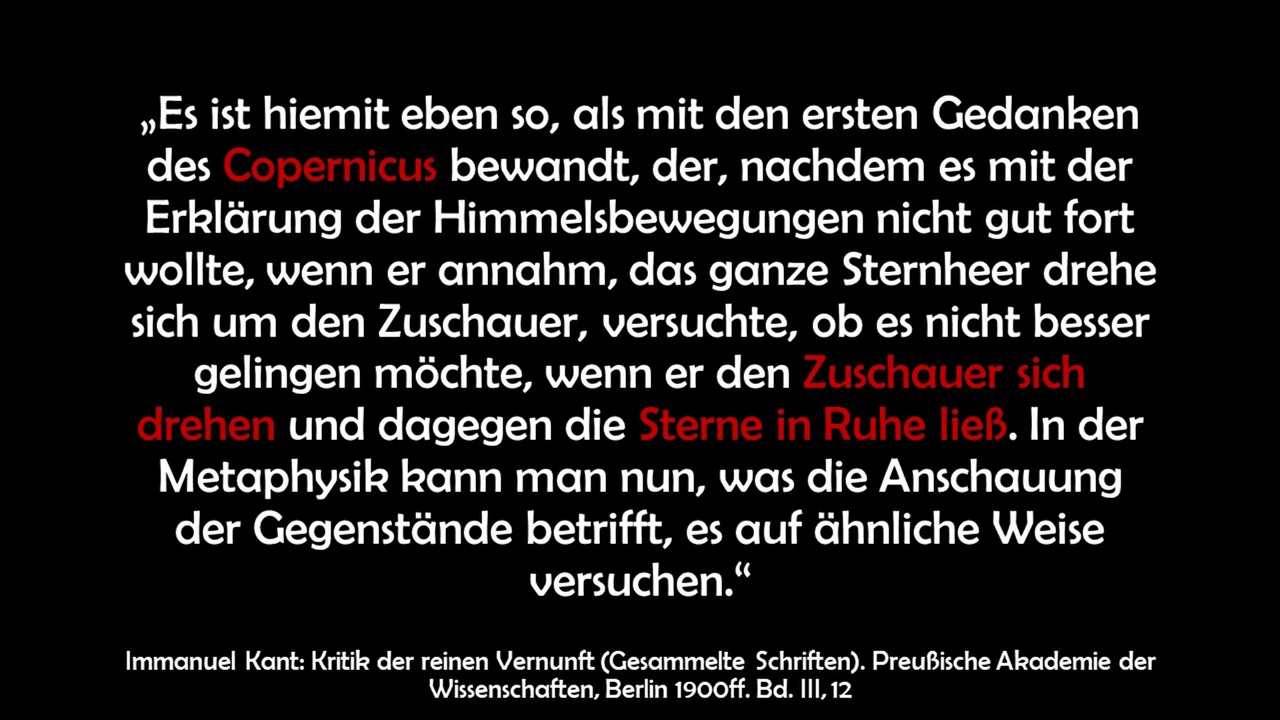 „Es ist hiemit eben so, als mit den ersten Gedanken
des Copernicus bewandt, der, nachdem es mit der
Erklärung der Himmelsbewegungen nicht gut fort
wollte, wenn er annahm, das ganze Sternheer drehe
sich um den Zuschauer, versuchte, ob es nicht besser
gelingen möchte, wenn er den Zuschauer sich
drehen und dagegen die Sterne in Ruhe ließ. In der
Metaphysik kann man nun, was die Anschauung
der Gegenstände betrifft, es auf ähnliche Weise
versuchen.“
Immanuel Kant: Kritik der reinen Vernunft (Gesammelte Schriften). Preußische Akademie der
Wissenschaften, Berlin 1900ff. Bd. III, 12